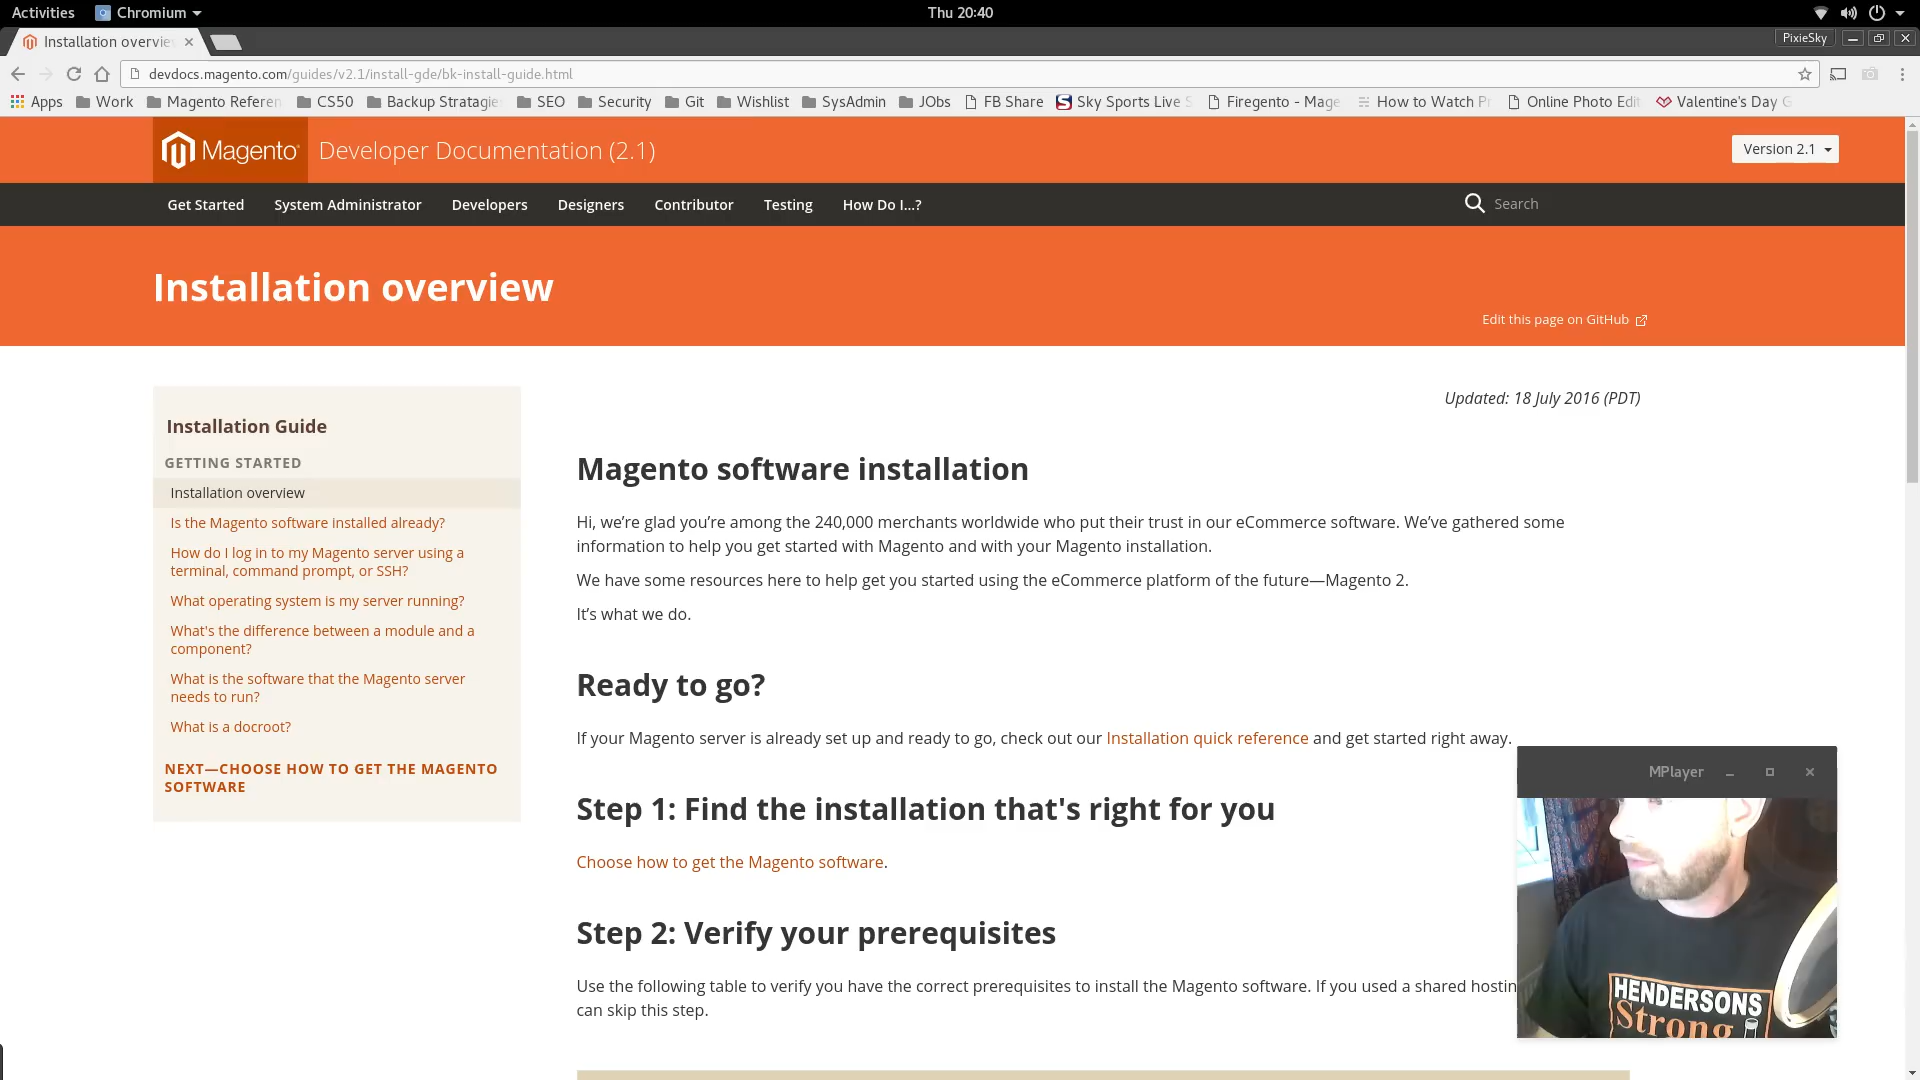 Activities
Chromium
Thu 20:40
Installation overvie
PixieSky
devdocs.magento.com/guides/v2.1/install-gde/bk-install-guide.html
Apps
Work
Magento Referen
CS50
Backup Stratagie
SEO
Security
Git
Wishlist
SysAdmin
JObs
FB Share
Sky Sports Live S
Firegento - Mage
How to Watch Pr
Online Photo Edit
Valentine's Day G
Magento
Developer Documentation (2.1)
Version 2.1
Get Started
System Administrator
Developers
Designers
Contributor
Testing
How Do I...?
Search
Installation overview
Edit this page on GitHub
Installation Guide
GETTING STARTED
Installation overview
Is the Magento software installed already?
How do I log in to my Magento server using a
terminal, command prompt, or SSH?
What operating system is my server running?
What's the difference between a module and a
component?
What is the software that the Magento server
needs to run?
What is a docroot?
NEXT—CHOOSE HOW TO GET THE MAGENTO
SOFTWARE
Updated: 18 July 2016 (PDT)
Magento software installation
Hi, we’re glad you’re among the 240,000 merchants worldwide who put their trust in our eCommerce software. We’ve gathered some
information to help you get started with Magento and with your Magento installation.
We have some resources here to help get you started using the eCommerce platform of the future—Magento 2.
It’s what we do.
Ready to go?
If your Magento server is already set up and ready to go, check out our Installation quick reference and get started right away.
Step 1: Find the installation that's right for you
Choose how to get the Magento software.
Step 2: Verify your prerequisites
Use the following table to verify you have the correct prerequisites to install the Magento software. If you used a shared hostin
can skip this step.
MPlayer
HENDERSONS
Strong